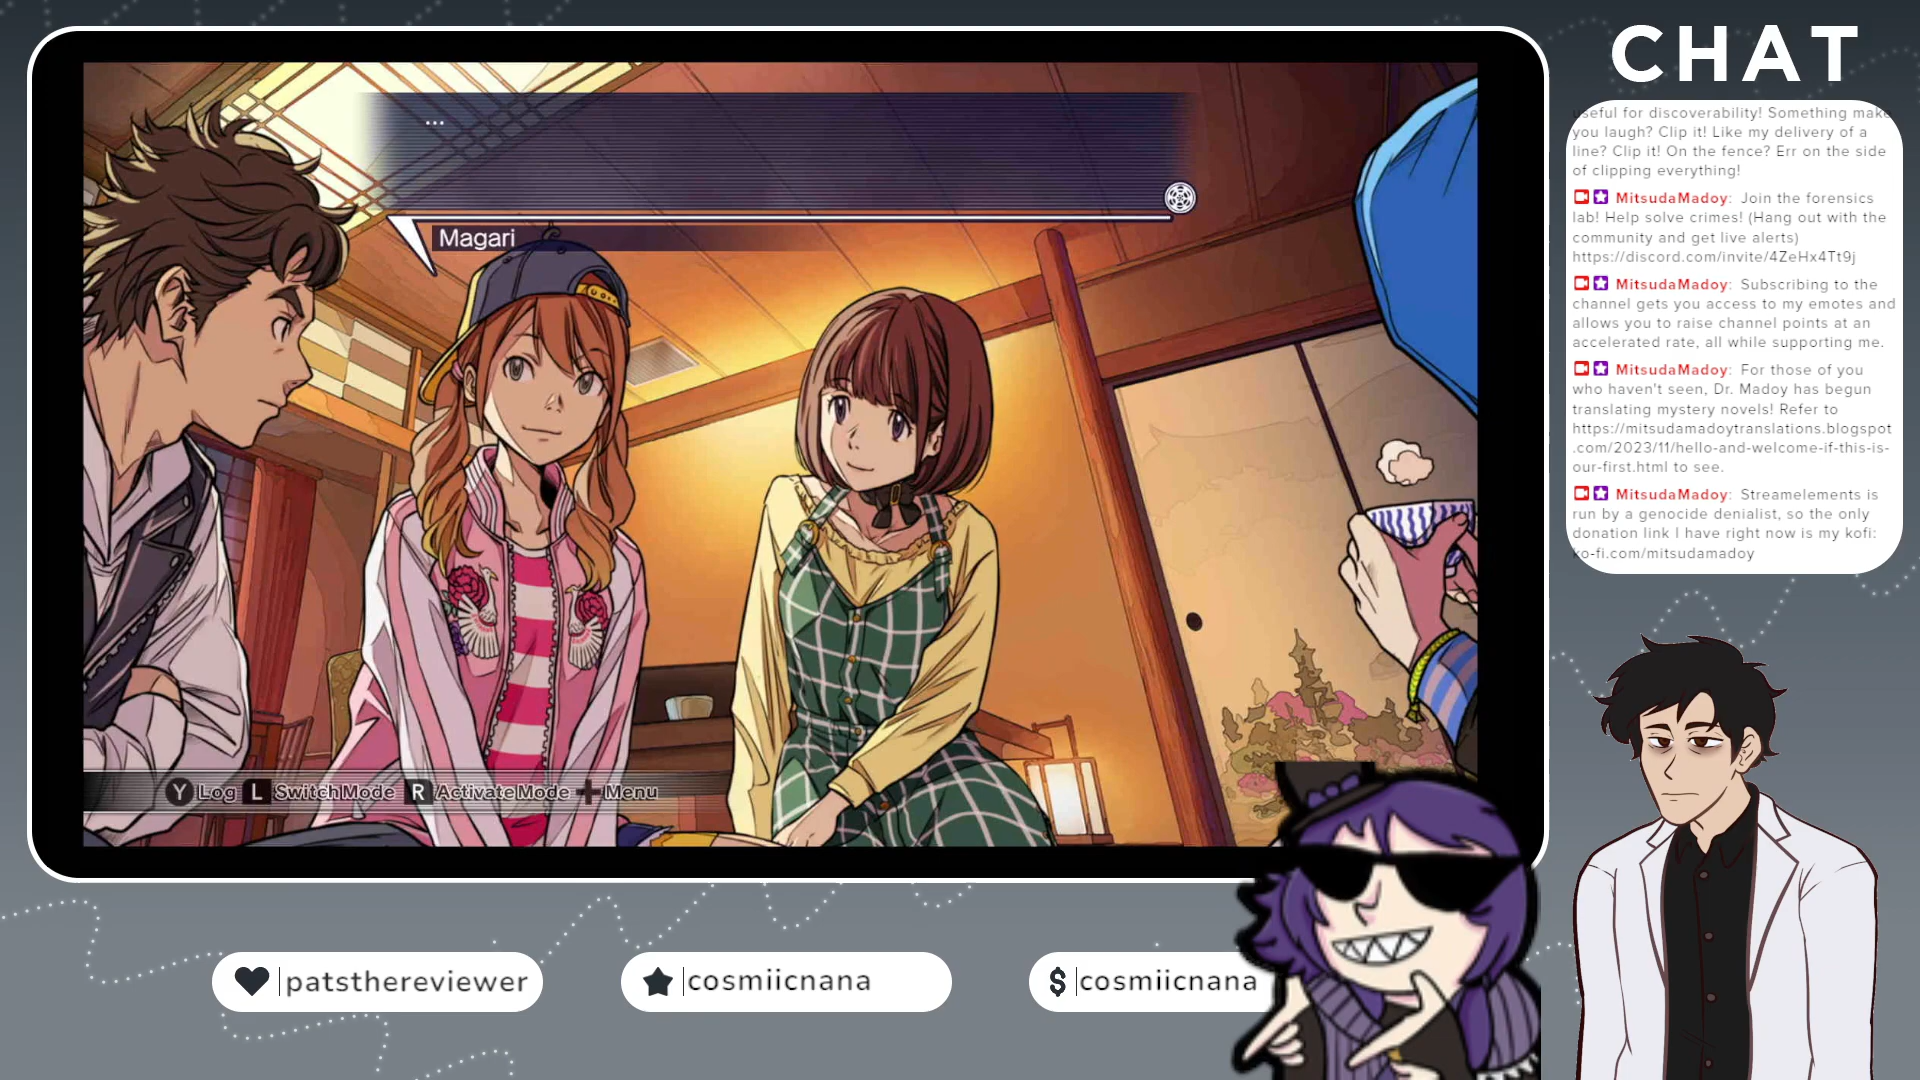 CHAT
...
Magari
useful for discoverability! Something make
you laugh? Clip it! Like my delivery of a
line? Clip it! On the fence? Err on the side
of clipping everything!
MitsudaMadoy: Join the forensics
lab! Help solve crimes! (Hang out with the
community and get live alerts)
https://discord.com/invite/4ZeHx4Tt9j
MitsudaMadoy: Subscribing to the
channel gets you access to my emotes and
allows you to raise channel points at an
accelerated rate, all while supporting me.
MitsudaMadoy: For those of you
who haven't seen, Dr. Madoy has begun
translating mystery novels! Refer to
https://mitsudamadoytranslations.blogspot
.com/2023/11/hello-and-welcome-if-this-is-
our-first.html to see.
MitsudaMadoy: Streamelements is
run by a genocide denialist, so the only
donation link I have right now is my kofi:
ko-fi.com/mitsudamadoy
Y Log L SwitchMode R ActivateMode Menu
patsthereviewer
cosmiicnana
$ cosmiicnana